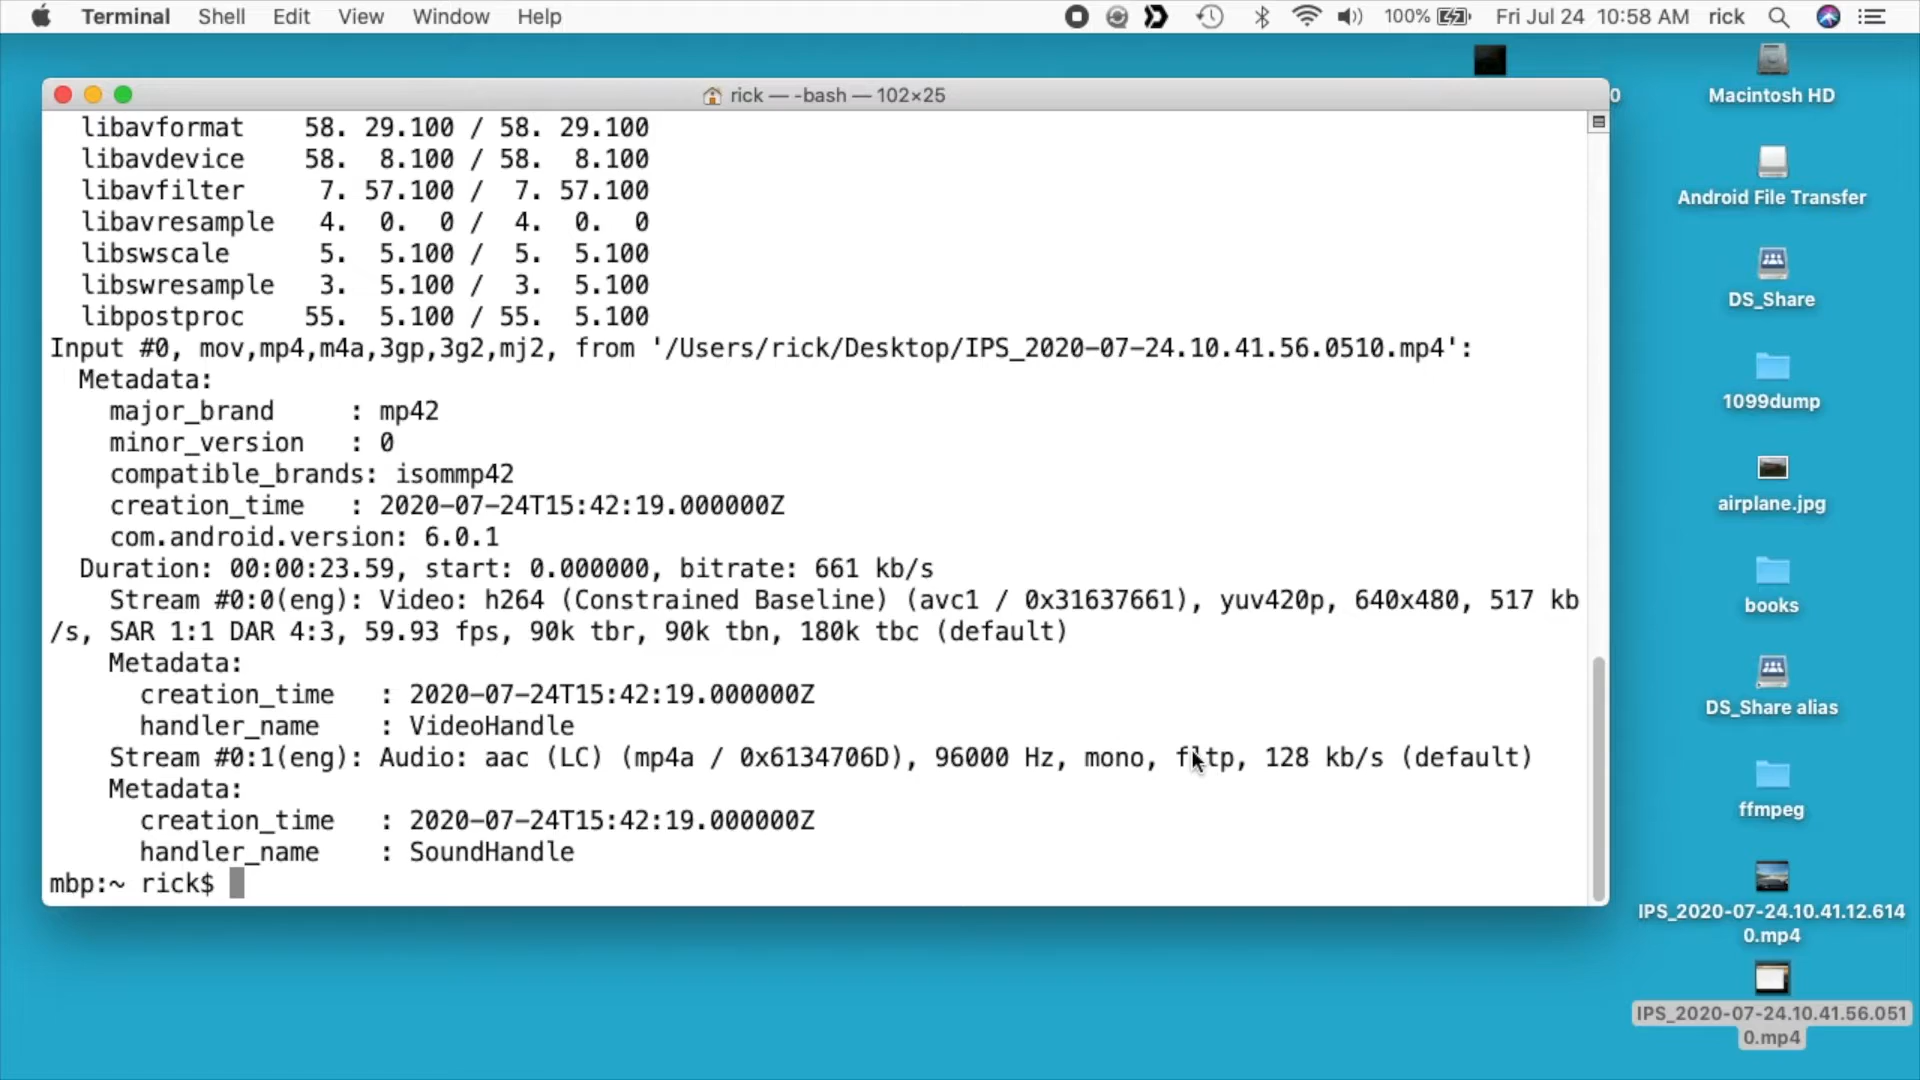 Terminal Shell Edit View Window Help 100% Fri Jul 24 10:58 AM rick
rick — -bash — 102×25
libavformat 58. 29.100 / 58. 29.100
libavdevice 58. 8.100 / 58. 8.100
libavfilter 7. 57.100 / 7. 57.100
libavresample 4. 0. 0 / 4. 0. 0
libswscale 5. 5.100 / 5. 5.100
libswresample 3. 5.100 / 3. 5.100
libpostproc 55. 5.100 / 55. 5.100
Input #0, mov,mp4,m4a,3gp,3g2,mj2, from '/Users/rick/Desktop/IPS_2020-07-24.10.41.56.0510.mp4':
Metadata:
major_brand : mp42
minor_version : 0
compatible_brands: isommp42
creation_time : 2020-07-24T15:42:19.000000Z
com.android.version: 6.0.1
Duration: 00:00:23.59, start: 0.000000, bitrate: 661 kb/s
Stream #0:0(eng): Video: h264 (Constrained Baseline) (avc1 / 0x31637661), yuv420p, 640x480, 517 kb
/s, SAR 1:1 DAR 4:3, 59.93 fps, 90k tbr, 90k tbn, 180k tbc (default)
Metadata:
creation_time : 2020-07-24T15:42:19.000000Z
handler_name : VideoHandle
Stream #0:1(eng): Audio: aac (LC) (mp4a / 0x6134706D), 96000 Hz, mono, fltp, 128 kb/s (default)
Metadata:
creation_time : 2020-07-24T15:42:19.000000Z
handler_name : SoundHandle
mbp:~ rick$
0
Macintosh HD
Android File Transfer
DS_Share
1099dump
airplane.jpg
books
DS_Share alias
ffmpeg
IPS_2020-07-24.10.41.12.614
0.mp4
IPS_2020-07-24.10.41.56.051
0.mp4